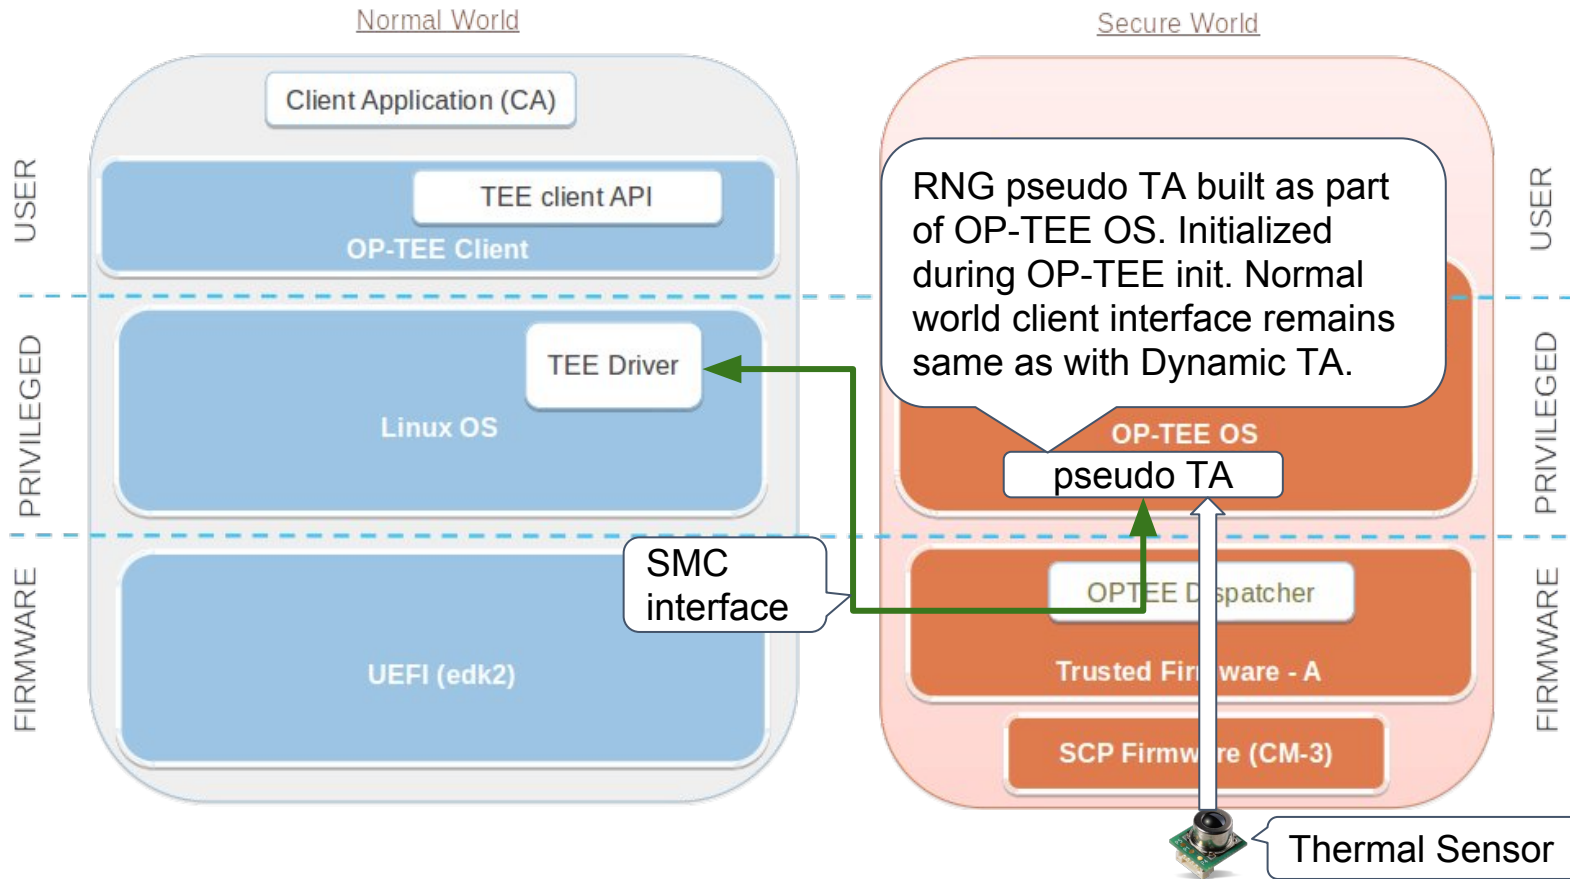 Normal World
Secure World
Client Application (CA)
TEE client API
OP-TEE Client
TEE Driver
Linux OS
UEFI (edk2)
USER
PRIVILEGED
FIRMWARE
SMC
interface
RNG pseudo TA built as part
of OP-TEE OS. Initialized
during OP-TEE init. Normal
world client interface remains
same as with Dynamic TA.
OP-TEE OS
pseudo TA
OPTEE Dispatcher
Trusted Firmware - A
SCP Firmware (CM-3)
Thermal Sensor
USER
PRIVILEGED
FIRMWARE